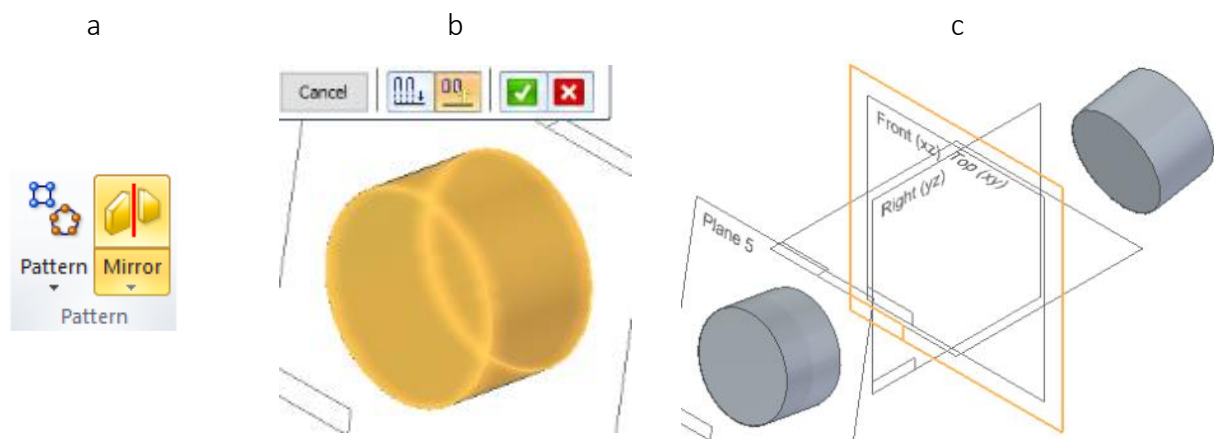 a
b
c
Cancel
Pattern
Mirror
Pattern
Front (xz)
Top (xy)
Right (yz)
Plane 5